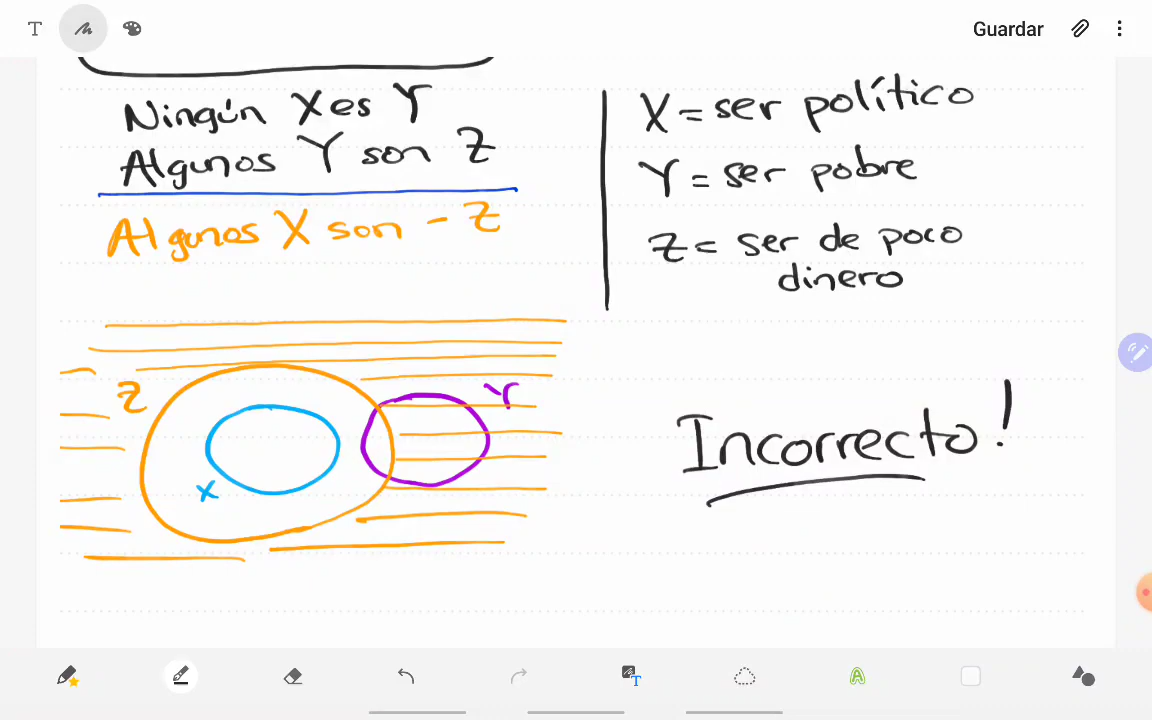 T
Guardar
Ningún X es Y
Algunos Y son Z
Algunos X son - Z
X = ser político
Y = ser pobre
Z = ser de poco
dinero
Z
Y
X
Incorrecto!
T
A